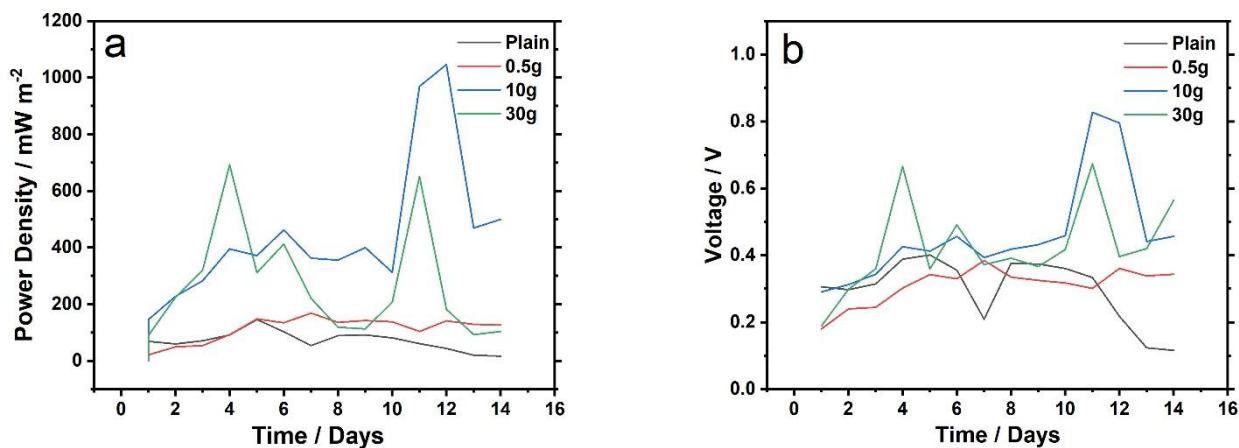 a
Plain
0.5g
10g
30g
Power Density / mW m⁻²
1200
1000
800
600
400
200
0
0 2 4 6 8 10 12 14 16
Time / Days
b
Plain
0.5g
10g
30g
Voltage / V
1.0
0.8
0.6
0.4
0.2
0.0
0 2 4 6 8 10 12 14 16
Time / Days